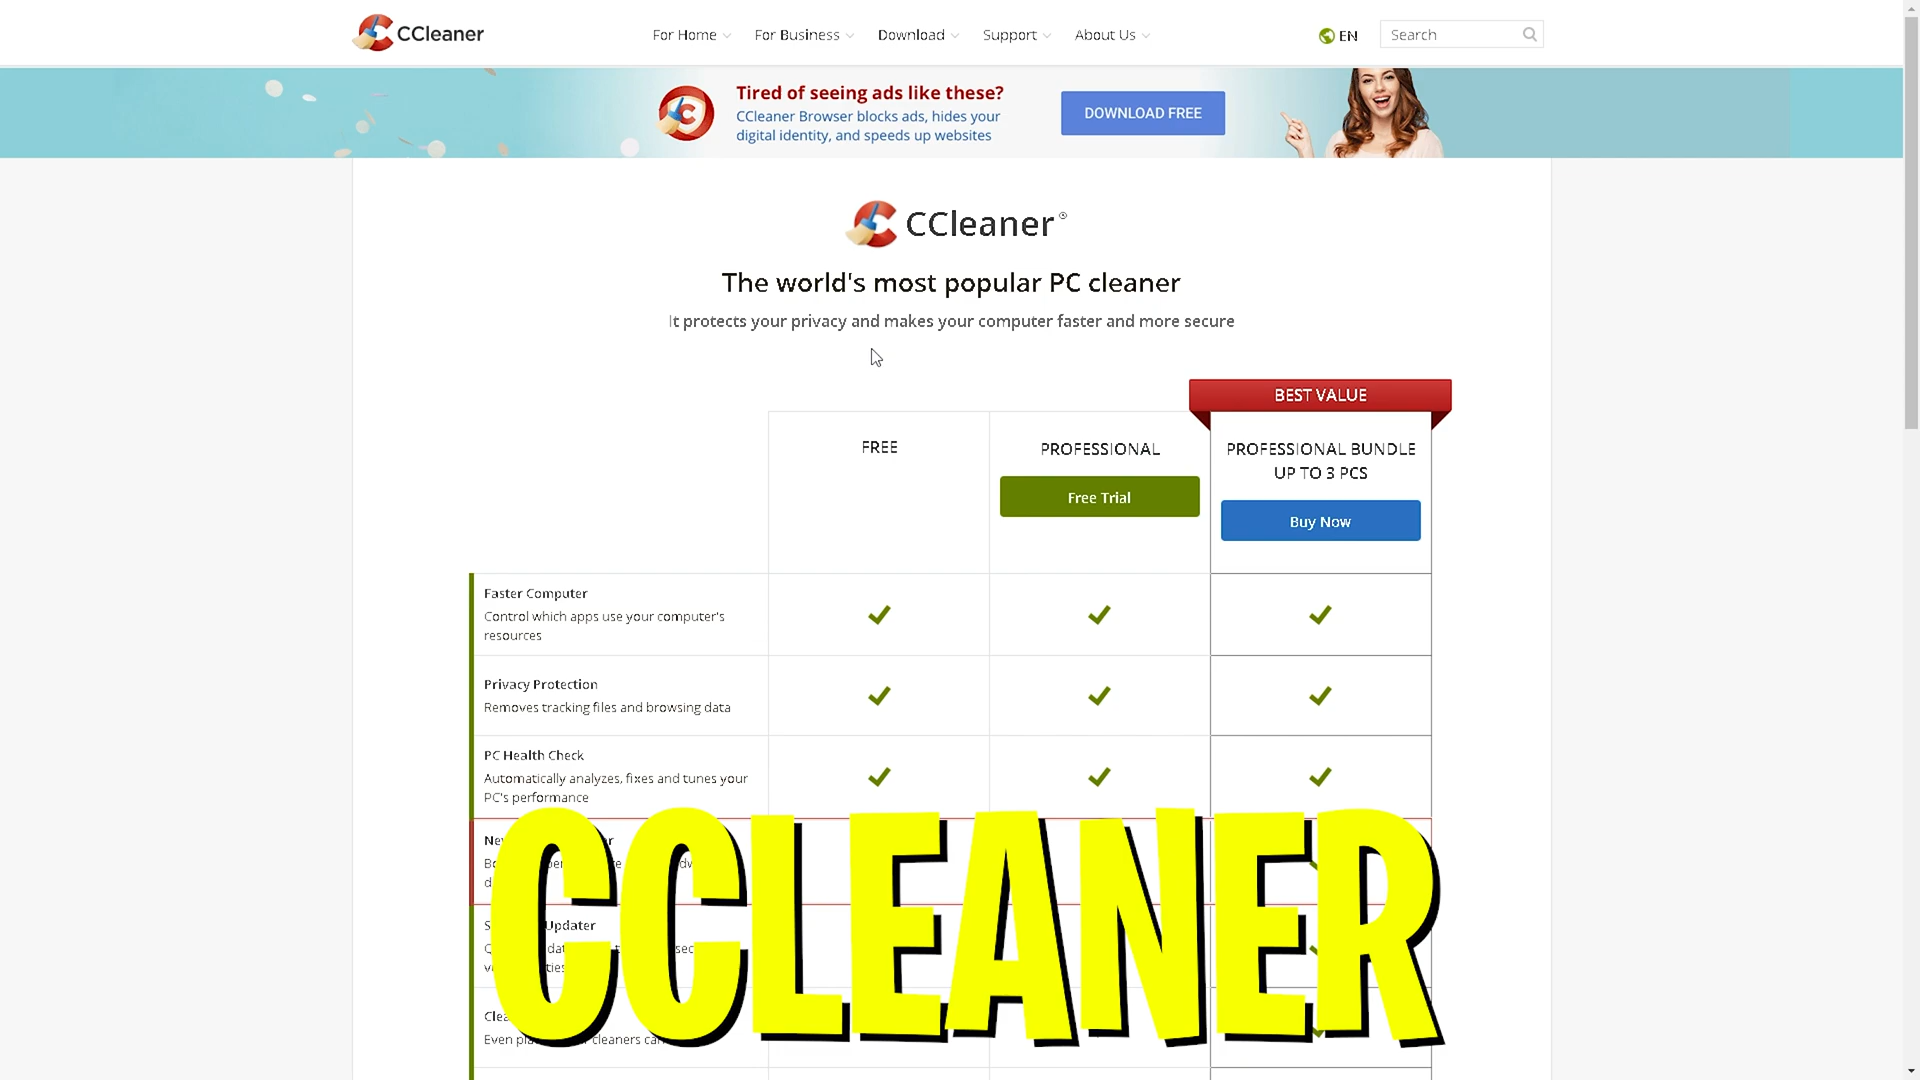 CCleaner
For Home
For Business
Download
Support
About Us
EN
Search
Tired of seeing ads like these?
CCleaner Browser blocks ads, hides your
digital identity, and speeds up websites
DOWNLOAD FREE
CCleaner®
The world's most popular PC cleaner
It protects your privacy and makes your computer faster and more secure
BEST VALUE
FREE
PROFESSIONAL
PROFESSIONAL BUNDLE
UP TO 3 PCS
Free Trial
Buy Now
Faster Computer
Control which apps use your computer's
resources
Privacy Protection
Removes tracking files and browsing data
PC Health Check
Automatically analyzes, fixes and tunes your
PC's performance
Updater
cleaners
CCLEANER